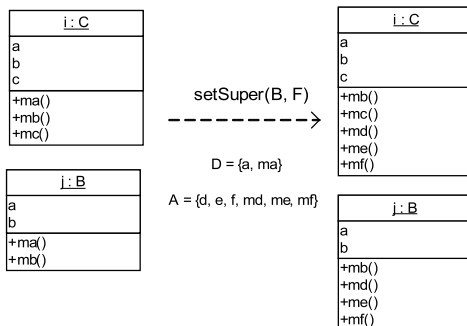 i : C
a
b
c
+ma()
+mb()
+mc()
j : B
a
b
+ma()
+mb()
setSuper(B, F)
D = {a, ma}
A = {d, e, f, md, me, mf}
i : C
a
b
c
+mb()
+mc()
+md()
+me()
+mf()
j : B
a
b
+mb()
+md()
+me()
+mf()